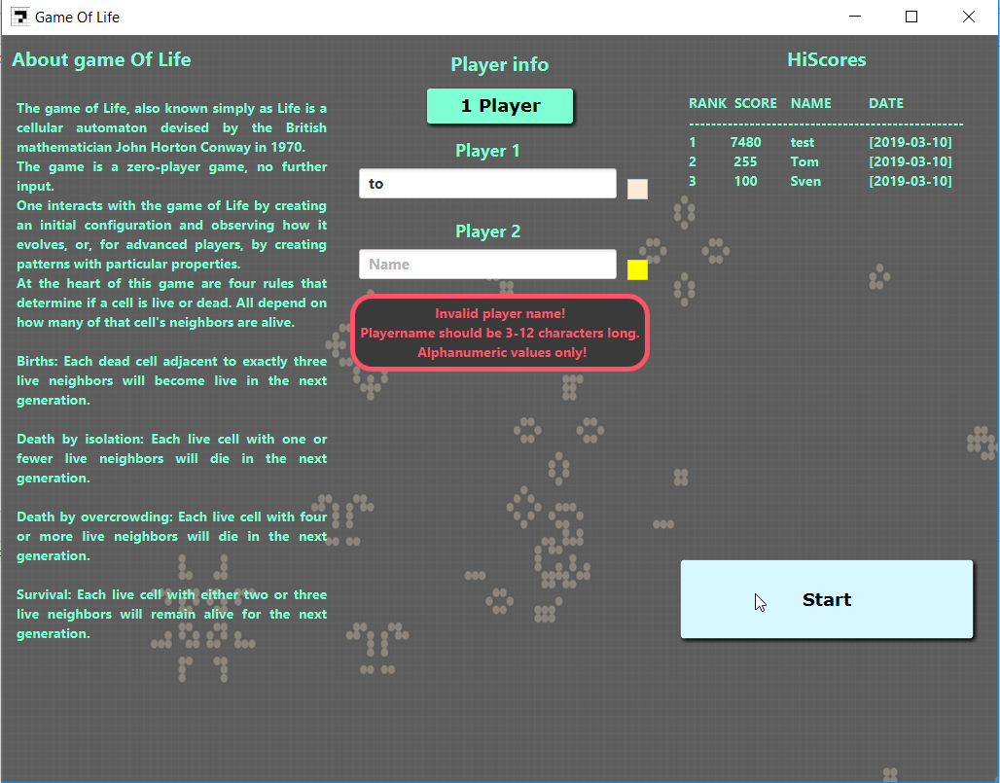 Game Of Life
About game Of Life
The game of Life, also known simply as Life is a
cellular automaton devised by the British
mathematician John Horton Conway in 1970.
The game is a zero-player game, no further
input.
One interacts with the game of Life by creating
an initial configuration and observing how it
evolves, or, for advanced players, by creating
patterns with particular properties.
At the heart of this game are four rules that
determine if a cell is live or dead. All depend on
how many of that cell's neighbors are alive.
Births: Each dead cell adjacent to exactly three
live neighbors will become live in the next
generation.
Death by isolation: Each live cell with one or
fewer live neighbors will die in the next
generation.
Death by overcrowding: Each live cell with four
or more live neighbors will die in the next
generation.
Survival: Each live cell with either two or three
live neighbors will remain alive for the next
generation.
Player info
1 Player
Player 1
to
Player 2
Name
Invalid player name!
Playername should be 3-12 characters long.
Alphanumeric values only!
HiScores
RANK SCORE NAME DATE
--------------------------------------------------
1 7480 test [2019-03-10]
2 255 Tom [2019-03-10]
3 100 Sven [2019-03-10]
Start